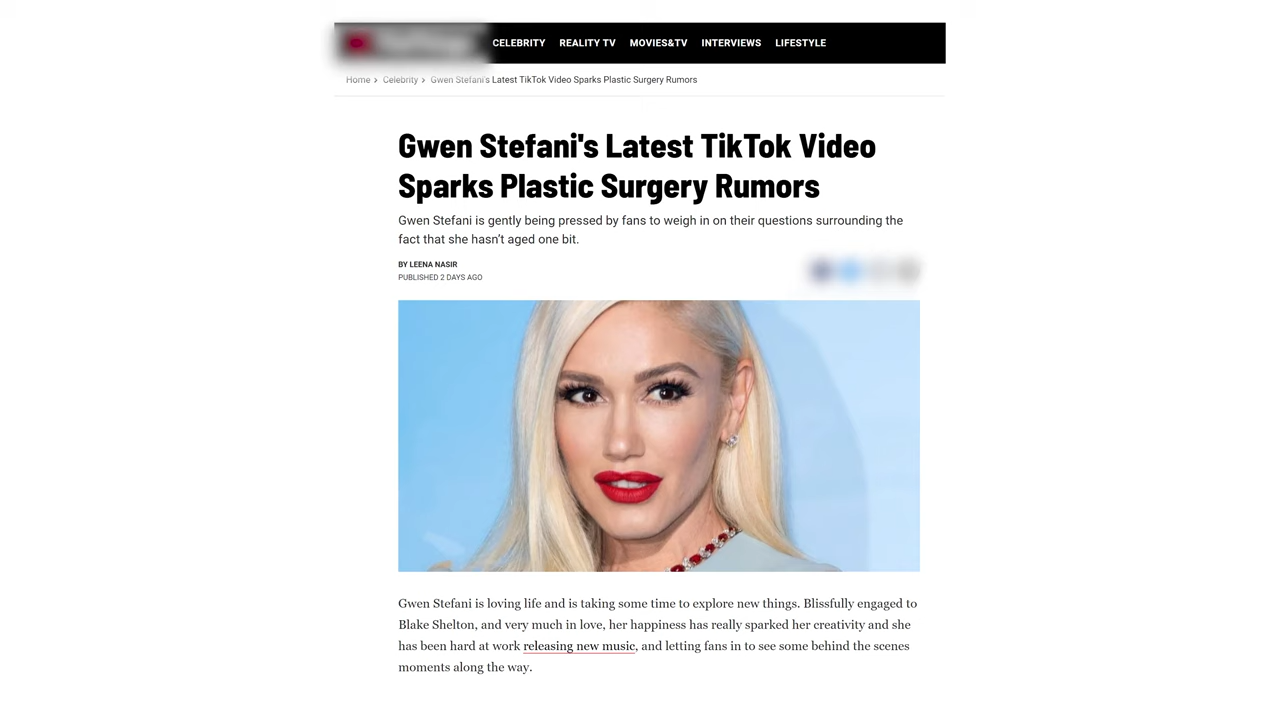 CELEBRITY REALITY TV MOVIES&TV INTERVIEWS LIFESTYLE
Home › Celebrity › Gwen Stefani's Latest TikTok Video Sparks Plastic Surgery Rumors
Gwen Stefani's Latest TikTok Video
Sparks Plastic Surgery Rumors
Gwen Stefani is gently being pressed by fans to weigh in on their questions surrounding the
fact that she hasn't aged one bit.
BY LEENA NASIR
PUBLISHED 2 DAYS AGO
Gwen Stefani is loving life and is taking some time to explore new things. Blissfully engaged to
Blake Shelton, and very much in love, her happiness has really sparked her creativity and she
has been hard at work releasing new music, and letting fans in to see some behind the scenes
moments along the way.